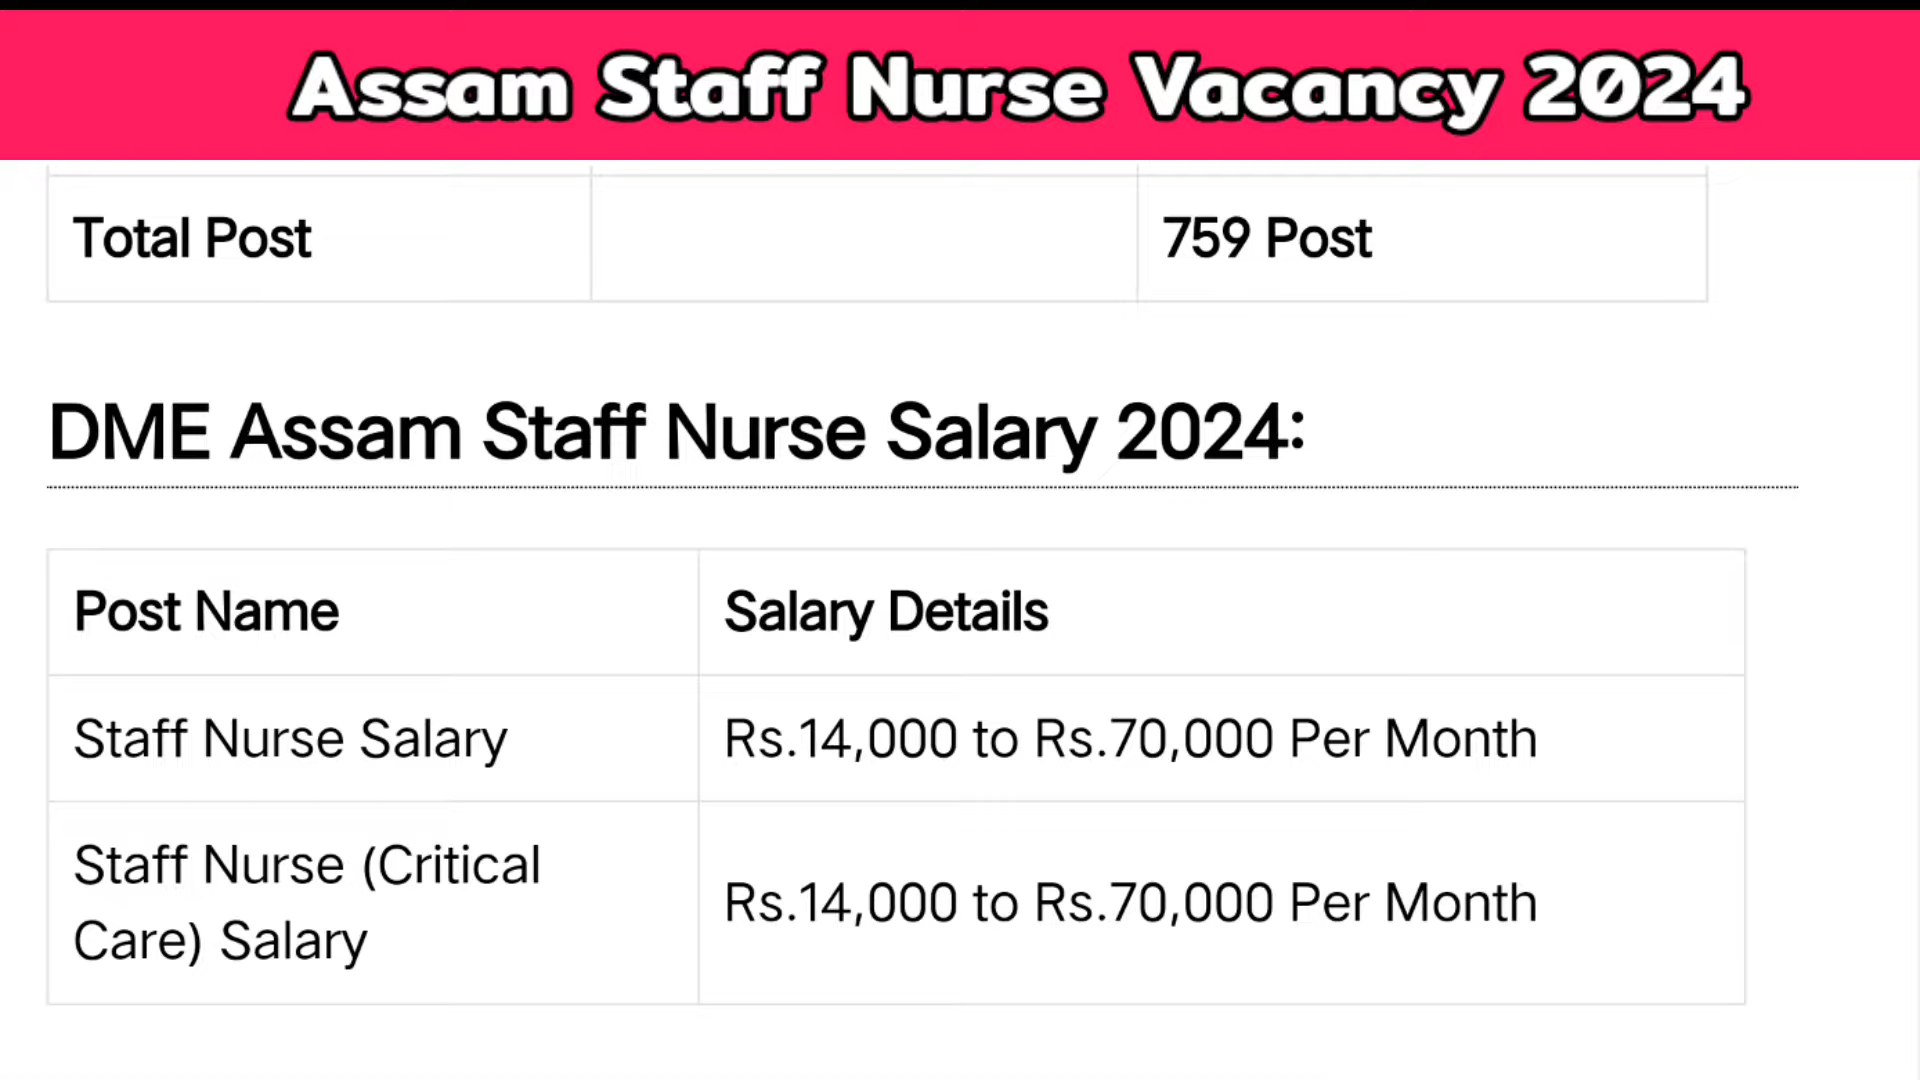 Assam Staff Nurse Vacancy 2024
Total Post
759 Post
DME Assam Staff Nurse Salary 2024:
Post Name
Salary Details
Staff Nurse Salary
Rs.14,000 to Rs.70,000 Per Month
Staff Nurse (Critical
Care) Salary
Rs.14,000 to Rs.70,000 Per Month